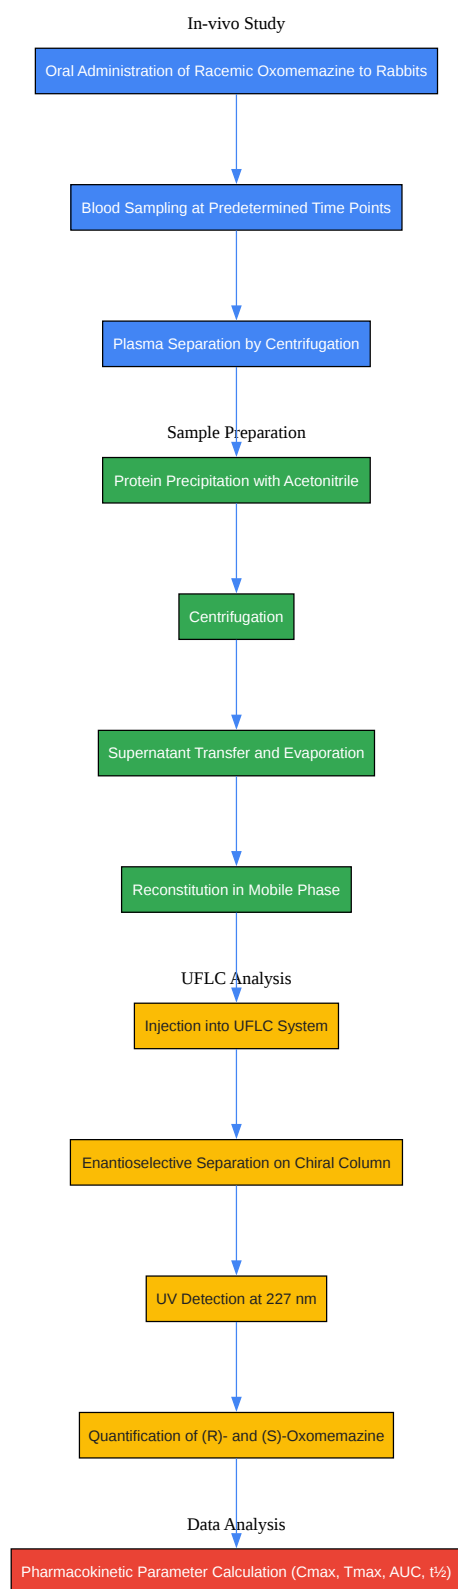 In-vivo Study
Oral Administration of Racemic Oxomemazine to Rabbits
Blood Sampling at Predetermined Time Points
Plasma Separation by Centrifugation
Sample Preparation
Protein Precipitation with Acetonitrile
Centrifugation
Supernatant Transfer and Evaporation
Reconstitution in Mobile Phase
UFLC Analysis
Injection into UFLC System
Enantioselective Separation on Chiral Column
UV Detection at 227 nm
Quantification of (R)- and (S)-Oxomemazine
Data Analysis
Pharmacokinetic Parameter Calculation (Cmax, Tmax, AUC, t½)